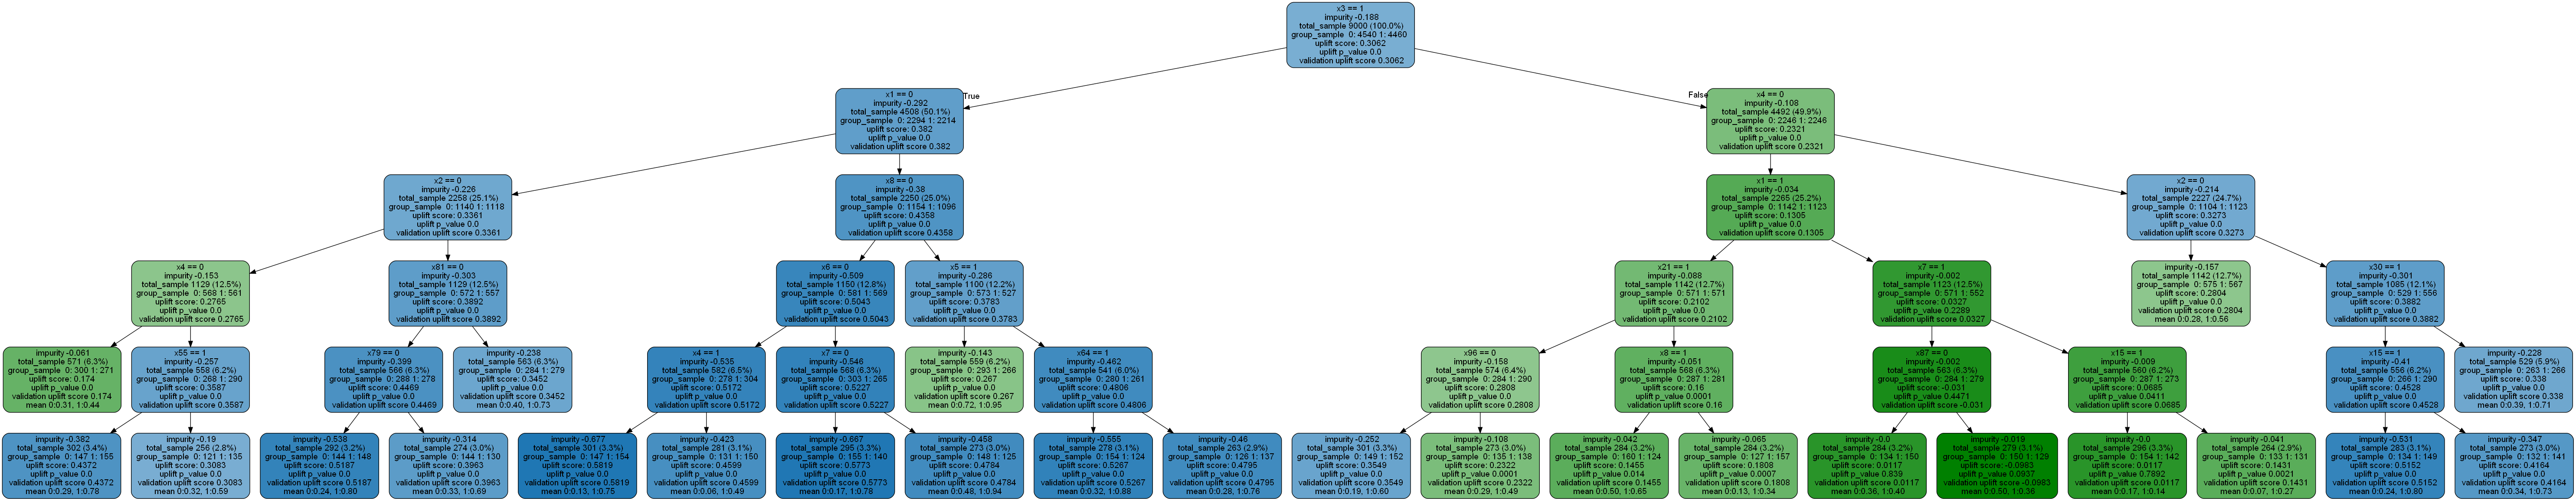 x3 == 1
impurity -0.188
total_sample 9000 (100.0%)
group_sample 0: 4540 1: 4460
uplift score: 0.3062
uplift p_value 0.0
validation uplift score 0.3062
True
False
x1 == 0
impurity -0.292
total_sample 4508 (50.1%)
group_sample 0: 2294 1: 2214
uplift score: 0.382
uplift p_value 0.0
validation uplift score 0.382
x4 == 0
impurity -0.108
total_sample 4492 (49.9%)
group_sample 0: 2246 1: 2246
uplift score: 0.2321
uplift p_value 0.0
validation uplift score 0.2321
x2 == 0
impurity -0.226
total_sample 2258 (25.1%)
group_sample 0: 1140 1: 1118
uplift score: 0.3361
uplift p_value 0.0
validation uplift score 0.3361
x8 == 0
impurity -0.38
total_sample 2250 (25.0%)
group_sample 0: 1154 1: 1096
uplift score: 0.4358
uplift p_value 0.0
validation uplift score 0.4358
x1 == 1
impurity -0.034
total_sample 2265 (25.2%)
group_sample 0: 1142 1: 1123
uplift score: 0.1305
uplift p_value 0.0
validation uplift score 0.1305
x2 == 0
impurity -0.214
total_sample 2227 (24.7%)
group_sample 0: 1104 1: 1123
uplift score: 0.3273
uplift p_value 0.0
validation uplift score 0.3273
x4 == 0
impurity -0.153
total_sample 1129 (12.5%)
group_sample 0: 568 1: 561
uplift score: 0.2765
uplift p_value 0.0
validation uplift score 0.2765
x81 == 0
impurity -0.303
total_sample 1129 (12.5%)
group_sample 0: 572 1: 557
uplift score: 0.3892
uplift p_value 0.0
validation uplift score 0.3892
x6 == 0
impurity -0.509
total_sample 1150 (12.8%)
group_sample 0: 581 1: 569
uplift score: 0.5043
uplift p_value 0.0
validation uplift score 0.5043
x5 == 1
impurity -0.286
total_sample 1100 (12.2%)
group_sample 0: 573 1: 527
uplift score: 0.3783
uplift p_value 0.0
validation uplift score 0.3783
x21 == 1
impurity -0.088
total_sample 1142 (12.7%)
group_sample 0: 571 1: 571
uplift score: 0.2102
uplift p_value 0.0
validation uplift score 0.2102
x7 == 1
impurity -0.002
total_sample 1123 (12.5%)
group_sample 0: 571 1: 552
uplift score: 0.0327
uplift p_value 0.2289
validation uplift score 0.0327
impurity -0.157
total_sample 1142 (12.7%)
group_sample 0: 575 1: 567
uplift score: 0.2804
uplift p_value 0.0
validation uplift score 0.2804
mean 0:0.28, 1:0.56
x30 == 1
impurity -0.301
total_sample 1085 (12.1%)
group_sample 0: 529 1: 556
uplift score: 0.3882
uplift p_value 0.0
validation uplift score 0.3882
impurity -0.061
total_sample 571 (6.3%)
group_sample 0: 300 1: 271
uplift score: 0.174
uplift p_value 0.0
validation uplift score 0.174
mean 0:0.31, 1:0.44
x55 == 1
impurity -0.257
total_sample 558 (6.2%)
group_sample 0: 268 1: 290
uplift score: 0.3587
uplift p_value 0.0
validation uplift score 0.3587
x79 == 0
impurity -0.399
total_sample 566 (6.3%)
group_sample 0: 288 1: 278
uplift score: 0.4469
uplift p_value 0.0
validation uplift score 0.4469
impurity -0.238
total_sample 563 (6.3%)
group_sample 0: 284 1: 279
uplift score: 0.3452
uplift p_value 0.0
validation uplift score 0.3452
mean 0:0.40, 1:0.73
x4 == 1
impurity -0.535
total_sample 582 (6.5%)
group_sample 0: 278 1: 304
uplift score: 0.5172
uplift p_value 0.0
validation uplift score 0.5172
x7 == 0
impurity -0.546
total_sample 568 (6.3%)
group_sample 0: 303 1: 265
uplift score: 0.5227
uplift p_value 0.0
validation uplift score 0.5227
impurity -0.143
total_sample 559 (6.2%)
group_sample 0: 293 1: 266
uplift score: 0.267
uplift p_value 0.0
validation uplift score 0.267
mean 0:0.72, 1:0.95
x64 == 1
impurity -0.462
total_sample 541 (6.0%)
group_sample 0: 280 1: 261
uplift score: 0.4806
uplift p_value 0.0
validation uplift score 0.4806
x96 == 0
impurity -0.158
total_sample 574 (6.4%)
group_sample 0: 284 1: 290
uplift score: 0.2808
uplift p_value 0.0
validation uplift score 0.2808
x8 == 1
impurity -0.051
total_sample 568 (6.3%)
group_sample 0: 287 1: 281
uplift score: 0.16
uplift p_value 0.0001
validation uplift score 0.16
x87 == 0
impurity -0.002
total_sample 563 (6.3%)
group_sample 0: 284 1: 279
uplift score: -0.031
uplift p_value 0.4471
validation uplift score -0.031
x15 == 1
impurity -0.009
total_sample 560 (6.2%)
group_sample 0: 287 1: 273
uplift score: 0.0685
uplift p_value 0.0411
validation uplift score 0.0685
x15 == 1
impurity -0.41
total_sample 556 (6.2%)
group_sample 0: 266 1: 290
uplift score: 0.4528
uplift p_value 0.0
validation uplift score 0.4528
impurity -0.228
total_sample 529 (5.9%)
group_sample 0: 263 1: 266
uplift score: 0.338
uplift p_value 0.0
validation uplift score 0.338
mean 0:0.39, 1:0.71
impurity -0.382
total_sample 302 (3.4%)
group_sample 0: 147 1: 155
uplift score: 0.4372
uplift p_value 0.0
validation uplift score 0.4372
mean 0:0.29, 1:0.78
impurity -0.19
total_sample 256 (2.8%)
group_sample 0: 121 1: 135
uplift score: 0.3083
uplift p_value 0.0
validation uplift score 0.3083
mean 0:0.32, 1:0.59
impurity -0.538
total_sample 292 (3.2%)
group_sample 0: 144 1: 148
uplift score: 0.5187
uplift p_value 0.0
validation uplift score 0.5187
mean 0:0.24, 1:0.80
impurity -0.314
total_sample 274 (3.0%)
group_sample 0: 144 1: 130
uplift score: 0.3963
uplift p_value 0.0
validation uplift score 0.3963
mean 0:0.33, 1:0.69
impurity -0.677
total_sample 301 (3.3%)
group_sample 0: 147 1: 154
uplift score: 0.5819
uplift p_value 0.0
validation uplift score 0.5819
mean 0:0.13, 1:0.75
impurity -0.423
total_sample 281 (3.1%)
group_sample 0: 131 1: 150
uplift score: 0.4599
uplift p_value 0.0
validation uplift score 0.4599
mean 0:0.06, 1:0.49
impurity -0.667
total_sample 295 (3.3%)
group_sample 0: 155 1: 140
uplift score: 0.5773
uplift p_value 0.0
validation uplift score 0.5773
mean 0:0.17, 1:0.78
impurity -0.458
total_sample 273 (3.0%)
group_sample 0: 148 1: 125
uplift score: 0.4784
uplift p_value 0.0
validation uplift score 0.4784
mean 0:0.48, 1:0.94
impurity -0.555
total_sample 278 (3.1%)
group_sample 0: 154 1: 124
uplift score: 0.5267
uplift p_value 0.0
validation uplift score 0.5267
mean 0:0.32, 1:0.88
impurity -0.46
total_sample 263 (2.9%)
group_sample 0: 126 1: 137
uplift score: 0.4795
uplift p_value 0.0
validation uplift score 0.4795
mean 0:0.28, 1:0.76
impurity -0.252
total_sample 301 (3.3%)
group_sample 0: 149 1: 152
uplift score: 0.3549
uplift p_value 0.0
validation uplift score 0.3549
mean 0:0.19, 1:0.60
impurity -0.108
total_sample 273 (3.0%)
group_sample 0: 135 1: 138
uplift score: 0.2322
uplift p_value 0.0001
validation uplift score 0.2322
mean 0:0.29, 1:0.49
impurity -0.042
total_sample 284 (3.2%)
group_sample 0: 160 1: 124
uplift score: 0.1455
uplift p_value 0.014
validation uplift score 0.1455
mean 0:0.50, 1:0.65
impurity -0.065
total_sample 284 (3.2%)
group_sample 0: 127 1: 157
uplift score: 0.1808
uplift p_value 0.0007
validation uplift score 0.1808
mean 0:0.13, 1:0.34
impurity -0.0
total_sample 284 (3.2%)
group_sample 0: 134 1: 150
uplift score: 0.0117
uplift p_value 0.839
validation uplift score 0.0117
mean 0:0.36, 1:0.40
impurity -0.019
total_sample 279 (3.1%)
group_sample 0: 150 1: 129
uplift score: -0.0983
uplift p_value 0.0937
validation uplift score -0.0983
mean 0:0.50, 1:0.36
impurity -0.0
total_sample 296 (3.3%)
group_sample 0: 154 1: 142
uplift score: 0.0117
uplift p_value 0.7892
validation uplift score 0.0117
mean 0:0.17, 1:0.14
impurity -0.041
total_sample 264 (2.9%)
group_sample 0: 133 1: 131
uplift score: 0.1431
uplift p_value 0.0021
validation uplift score 0.1431
mean 0:0.07, 1:0.27
impurity -0.531
total_sample 283 (3.1%)
group_sample 0: 134 1: 149
uplift score: 0.5152
uplift p_value 0.0
validation uplift score 0.5152
mean 0:0.24, 1:0.80
impurity -0.347
total_sample 273 (3.0%)
group_sample 0: 132 1: 141
uplift score: 0.4164
uplift p_value 0.0
validation uplift score 0.4164
mean 0:0.34, 1:0.73